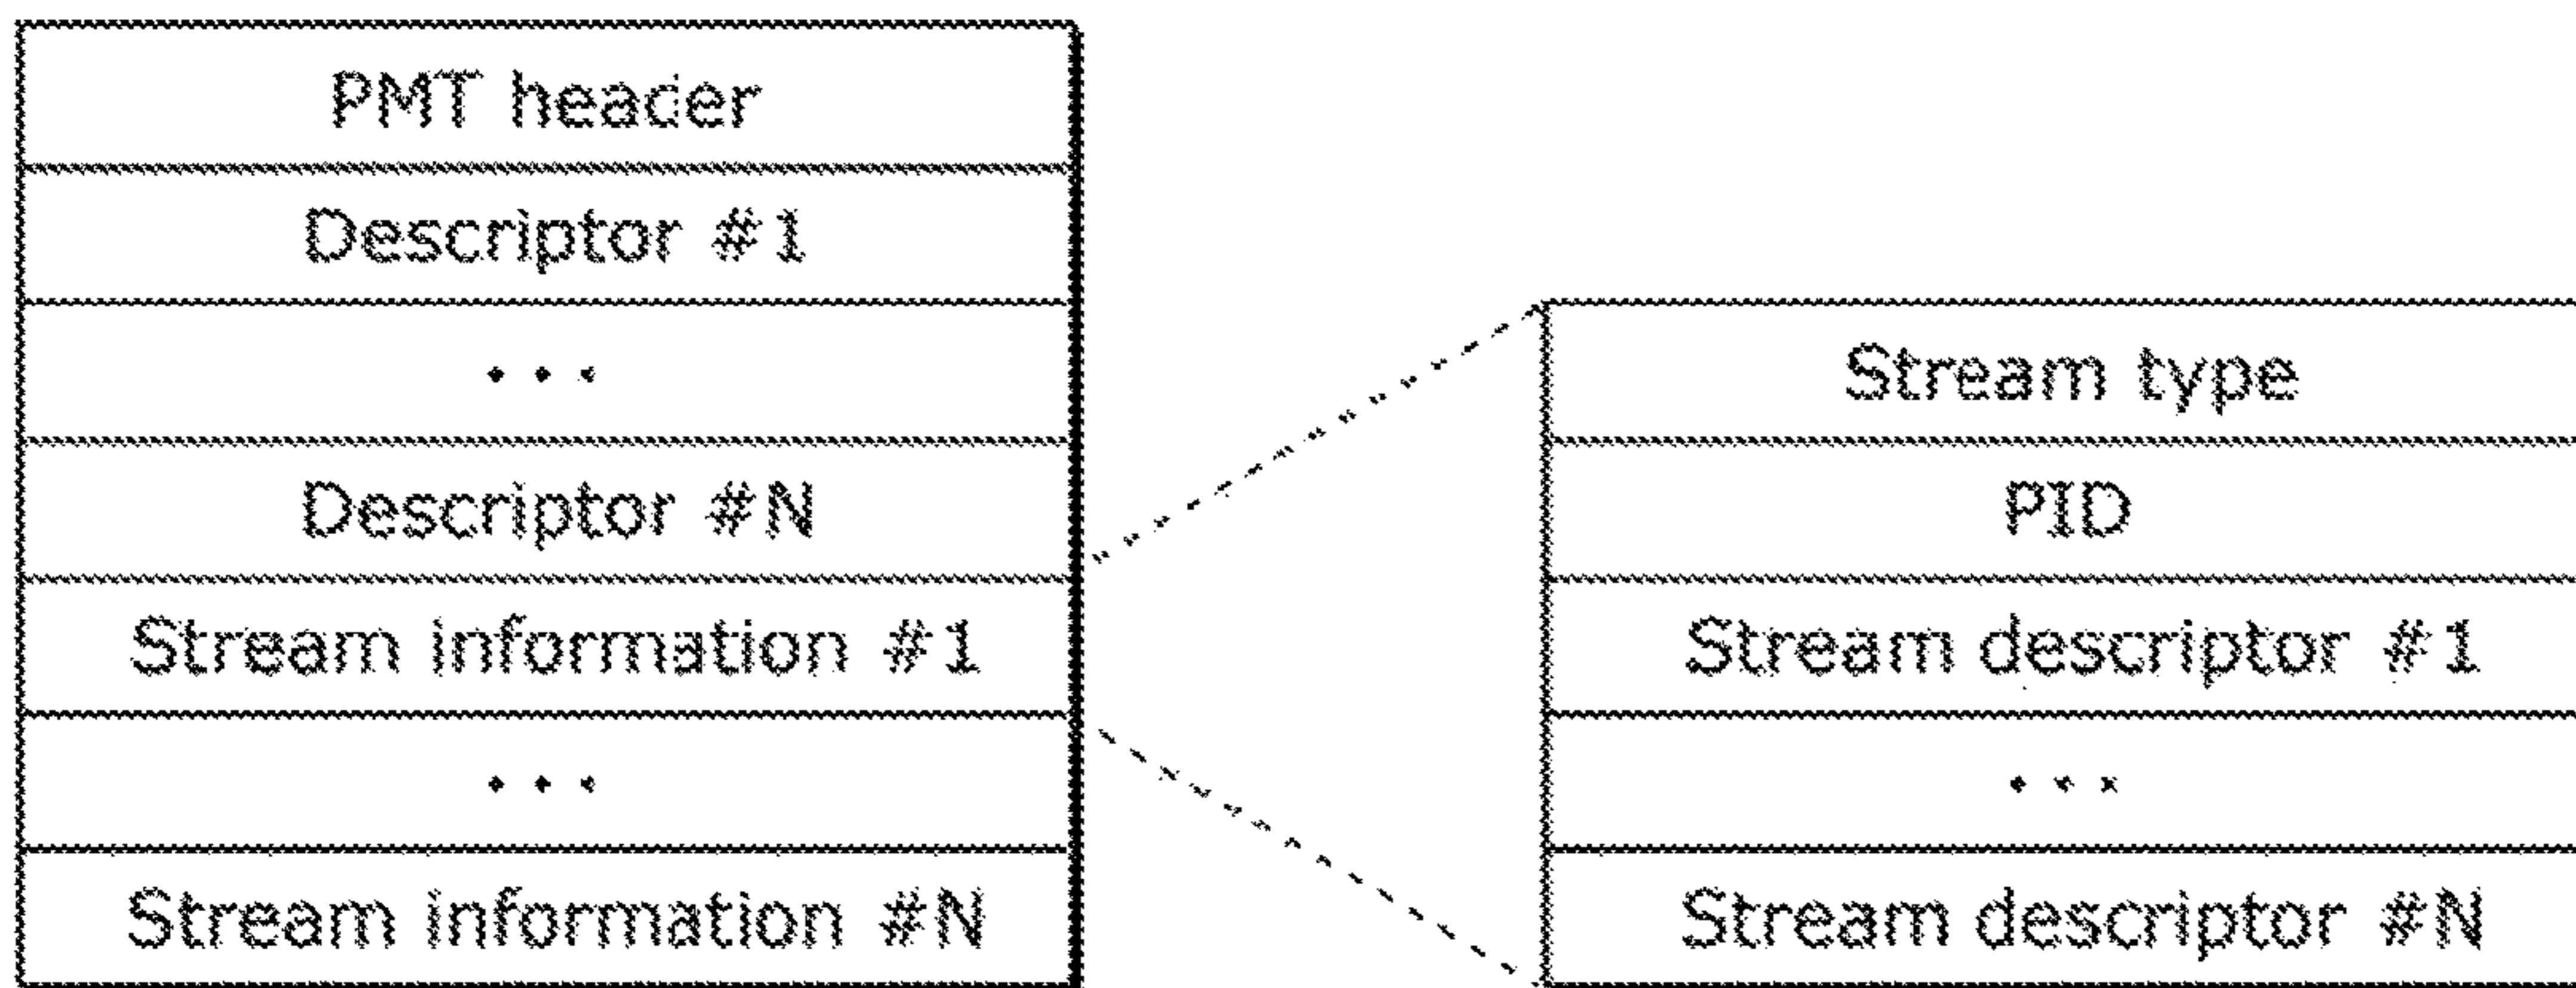 PMT header
Descriptor #1
...
Descriptor #N
Stream information #1
...
Stream information #N
Stream type
PID
Stream descriptor #1
...
Stream descriptor #N